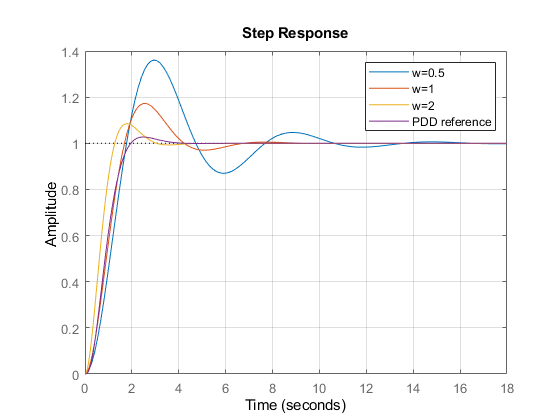 Step Response
w=0.5
w=1
w=2
PDD reference
Amplitude
1.4
1.2
1
0.8
0.6
0.4
0.2
0
0 2 4 6 8 10 12 14 16 18
Time (seconds)